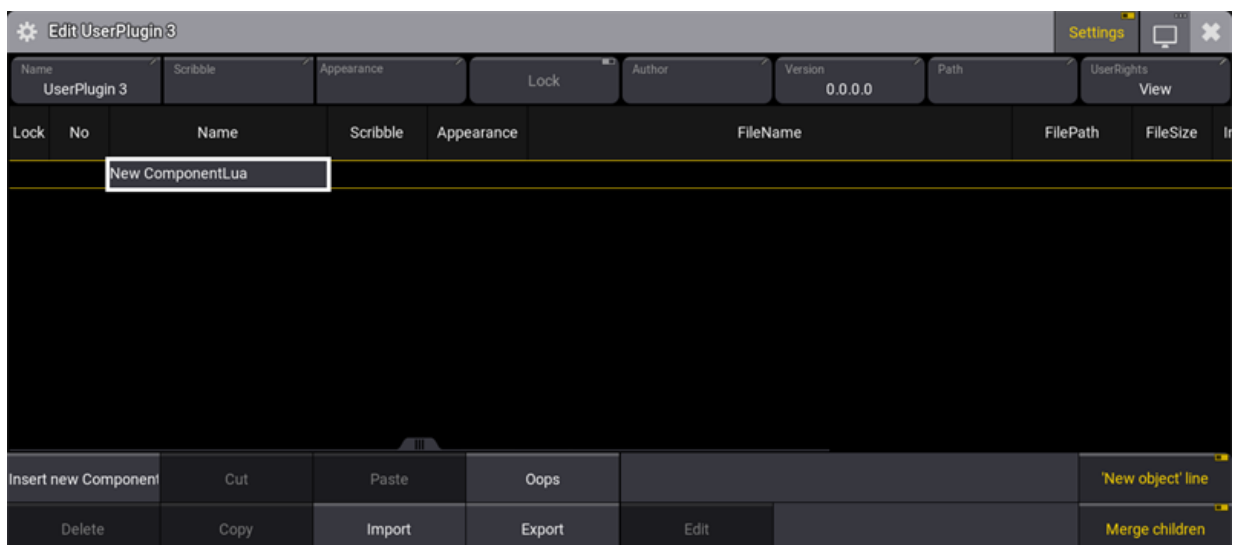 Edit UserPlugin 3
Settings
Name
UserPlugin 3
Scribble
Appearance
Lock
Author
Version
0.0.0.0
Path
UserRights
View
Lock No Name Scribble Appearance FileName FilePath FileSize
New ComponentLua
Insert new Component Cut Paste Oops 'New object' line
Delete Copy Import Export Edit Merge children